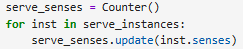 serve_senses = Counter()
for inst in serve_instances:
    serve_senses.update(inst.senses)